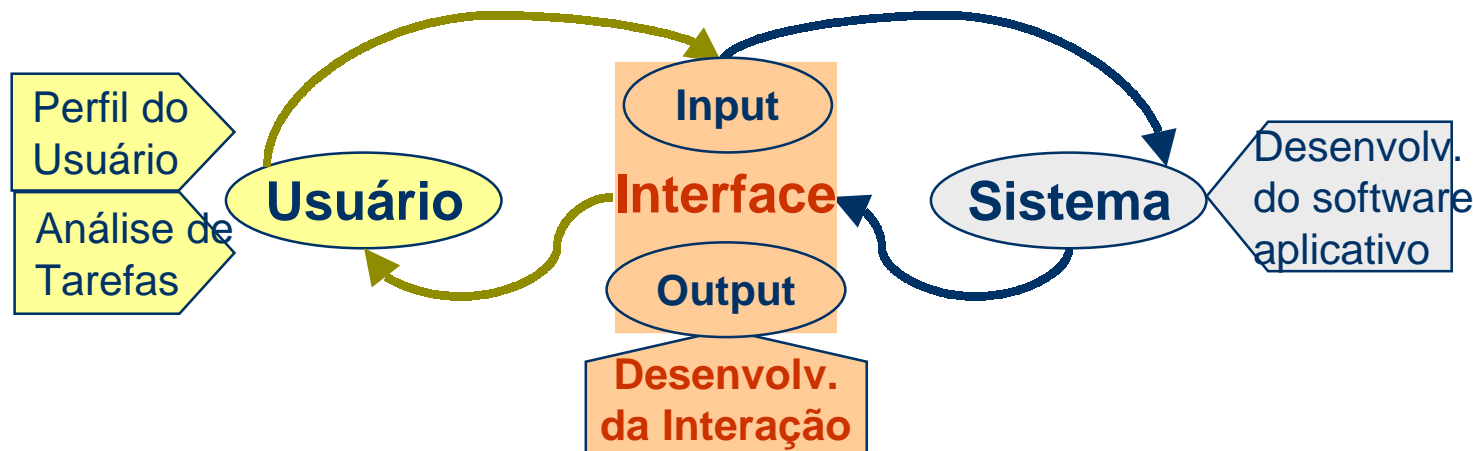 Perfil do
Usuário
Análise de
Tarefas
Usuário
Input
Interface
Output
Desenvolv.
da Interação
Sistema
Desenvolv.
do software
aplicativo